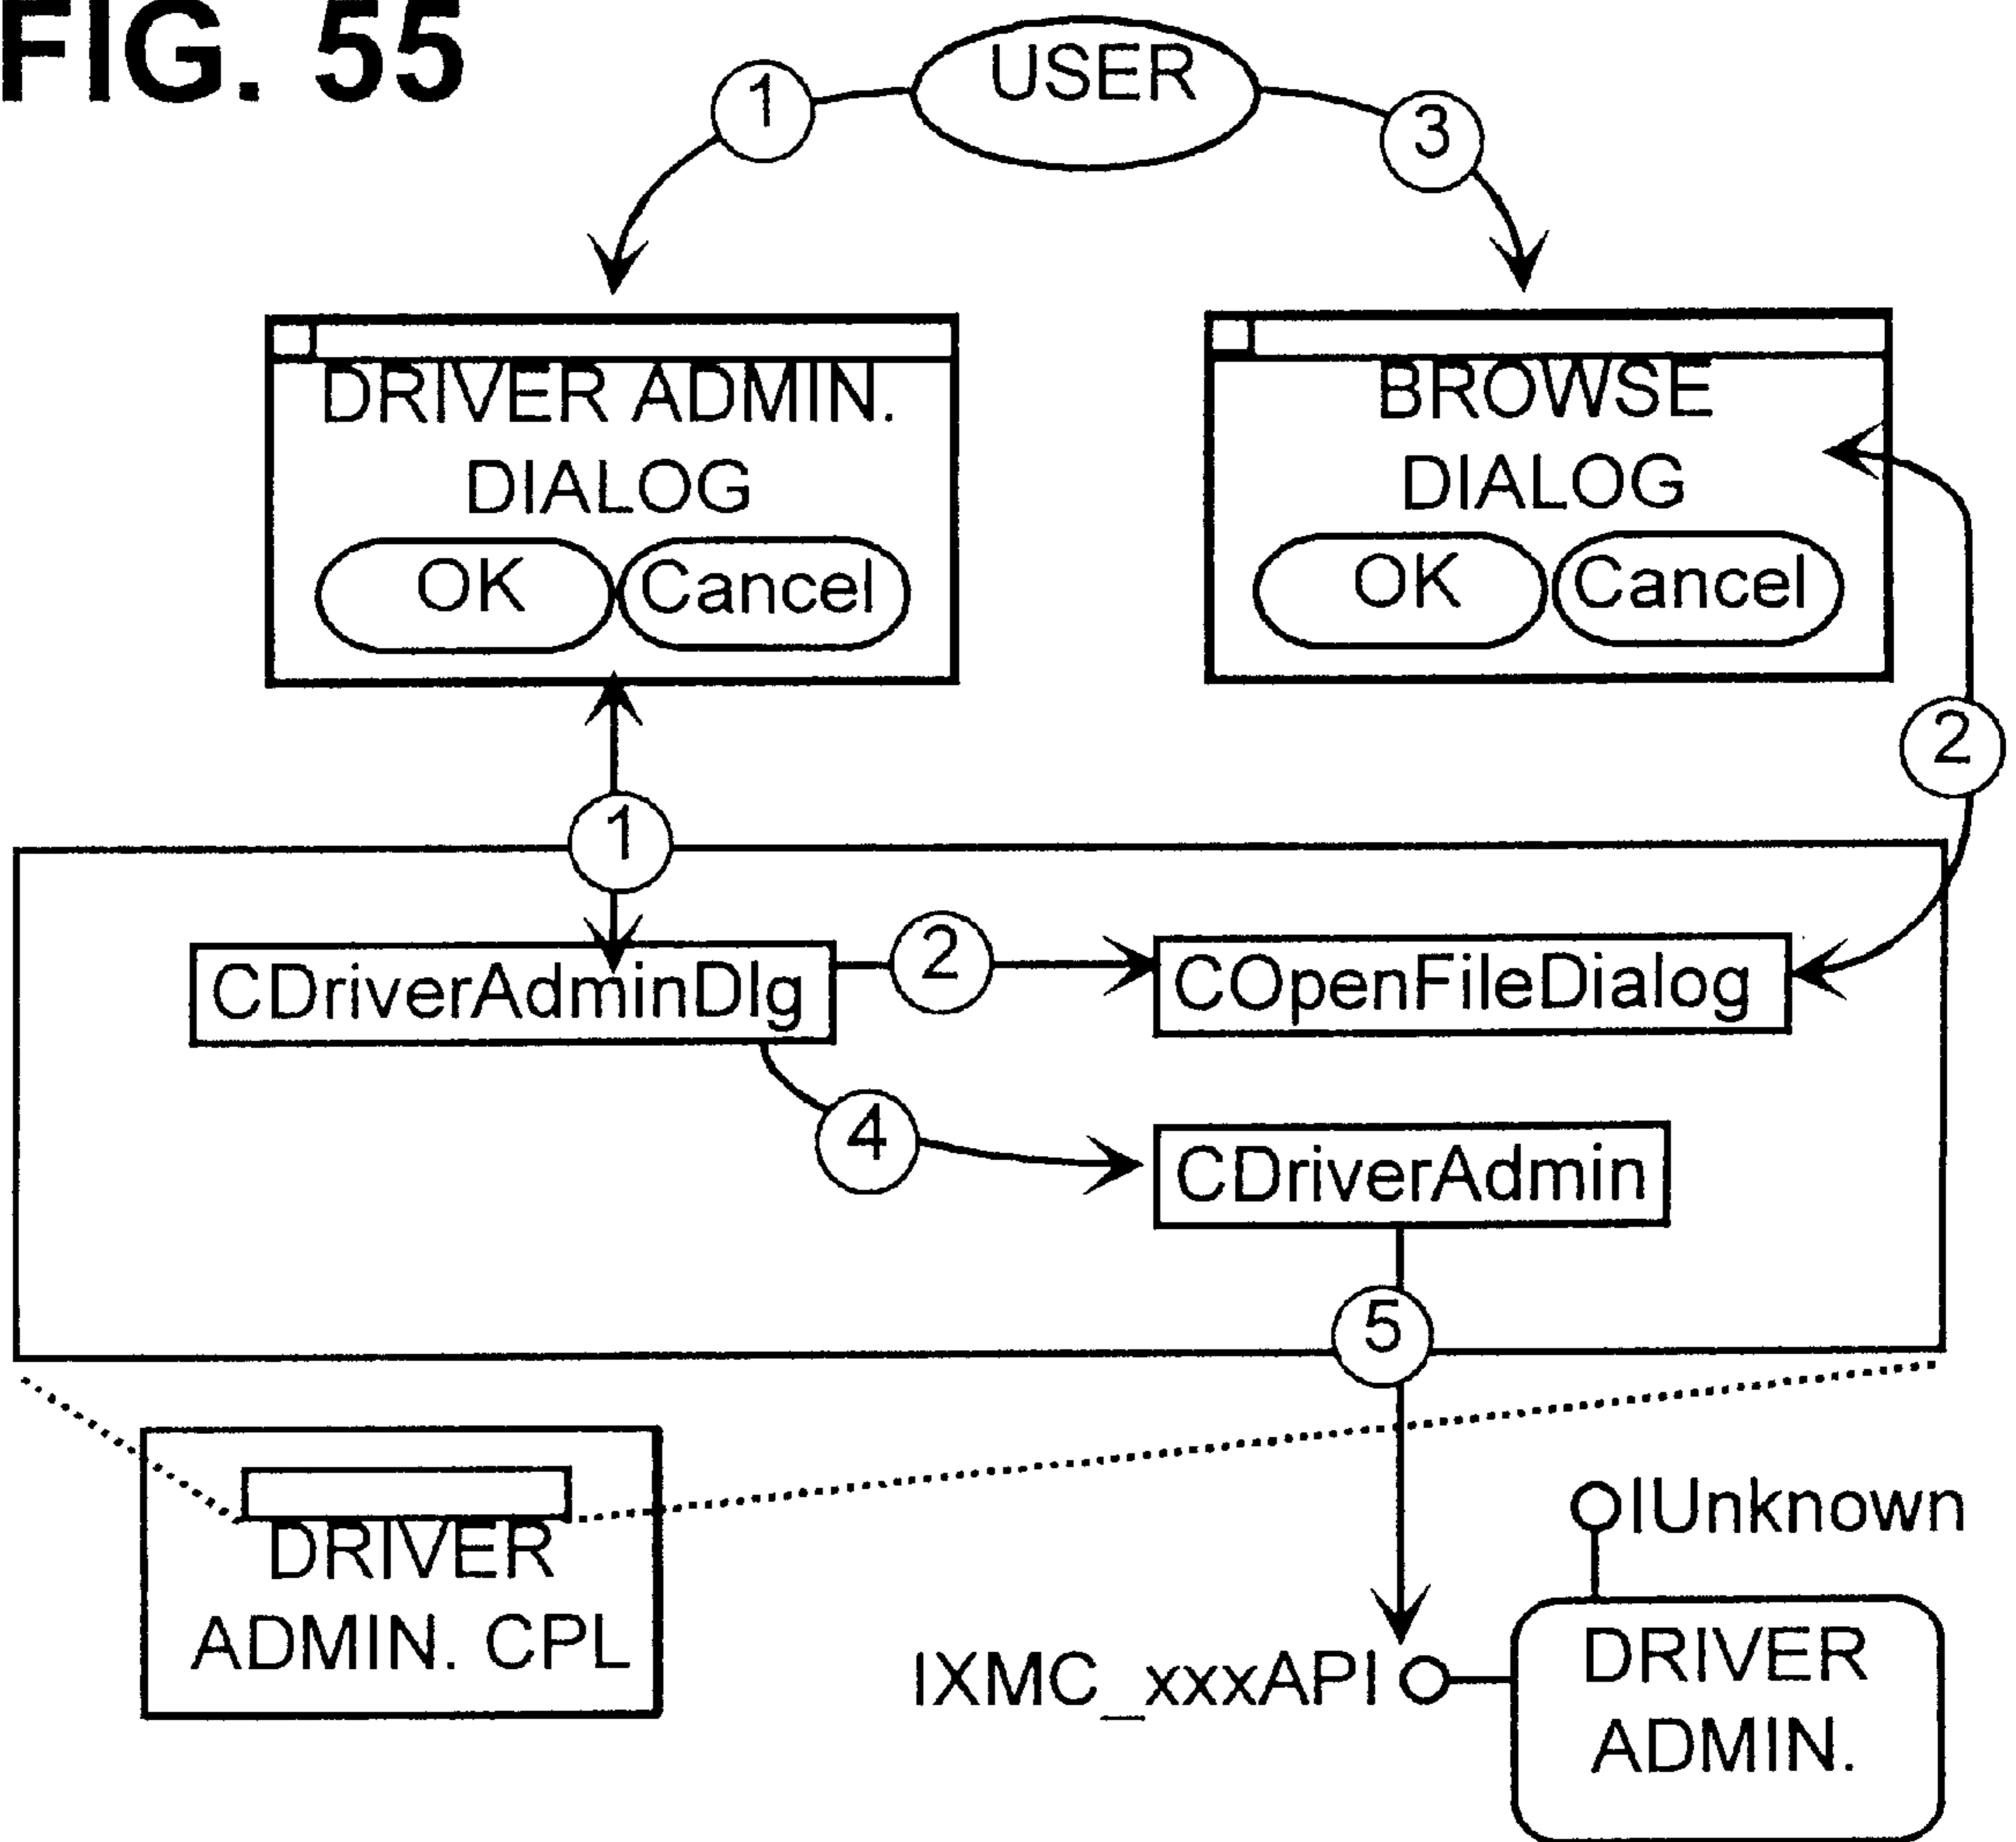 FIG. 55
USER
1
3
DRIVER ADMIN.
DIALOG
OK
Cancel
BROWSE
DIALOG
OK
Cancel
2
1
CDriverAdminDlg
2
COpenFileDialog
4
CDriverAdmin
5
DRIVER
ADMIN. CPL
IUnknown
IXMC_xxxAPI
DRIVER
ADMIN.